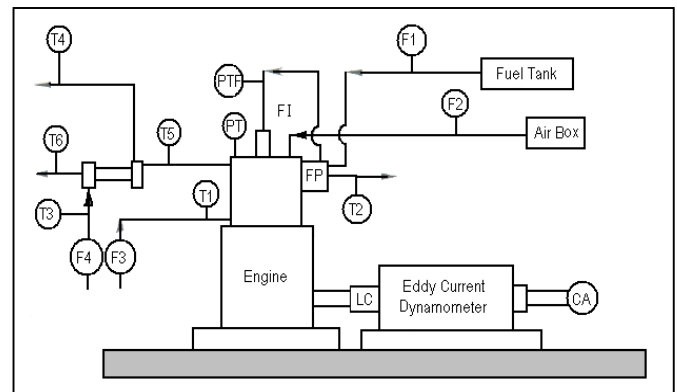 T4
F1
Fuel Tank
PTF
FI
F2
Air Box
PT
T5
T6
FP
T1
T2
T3
F4
F3
Engine
LC
Eddy Current
Dynamometer
CA